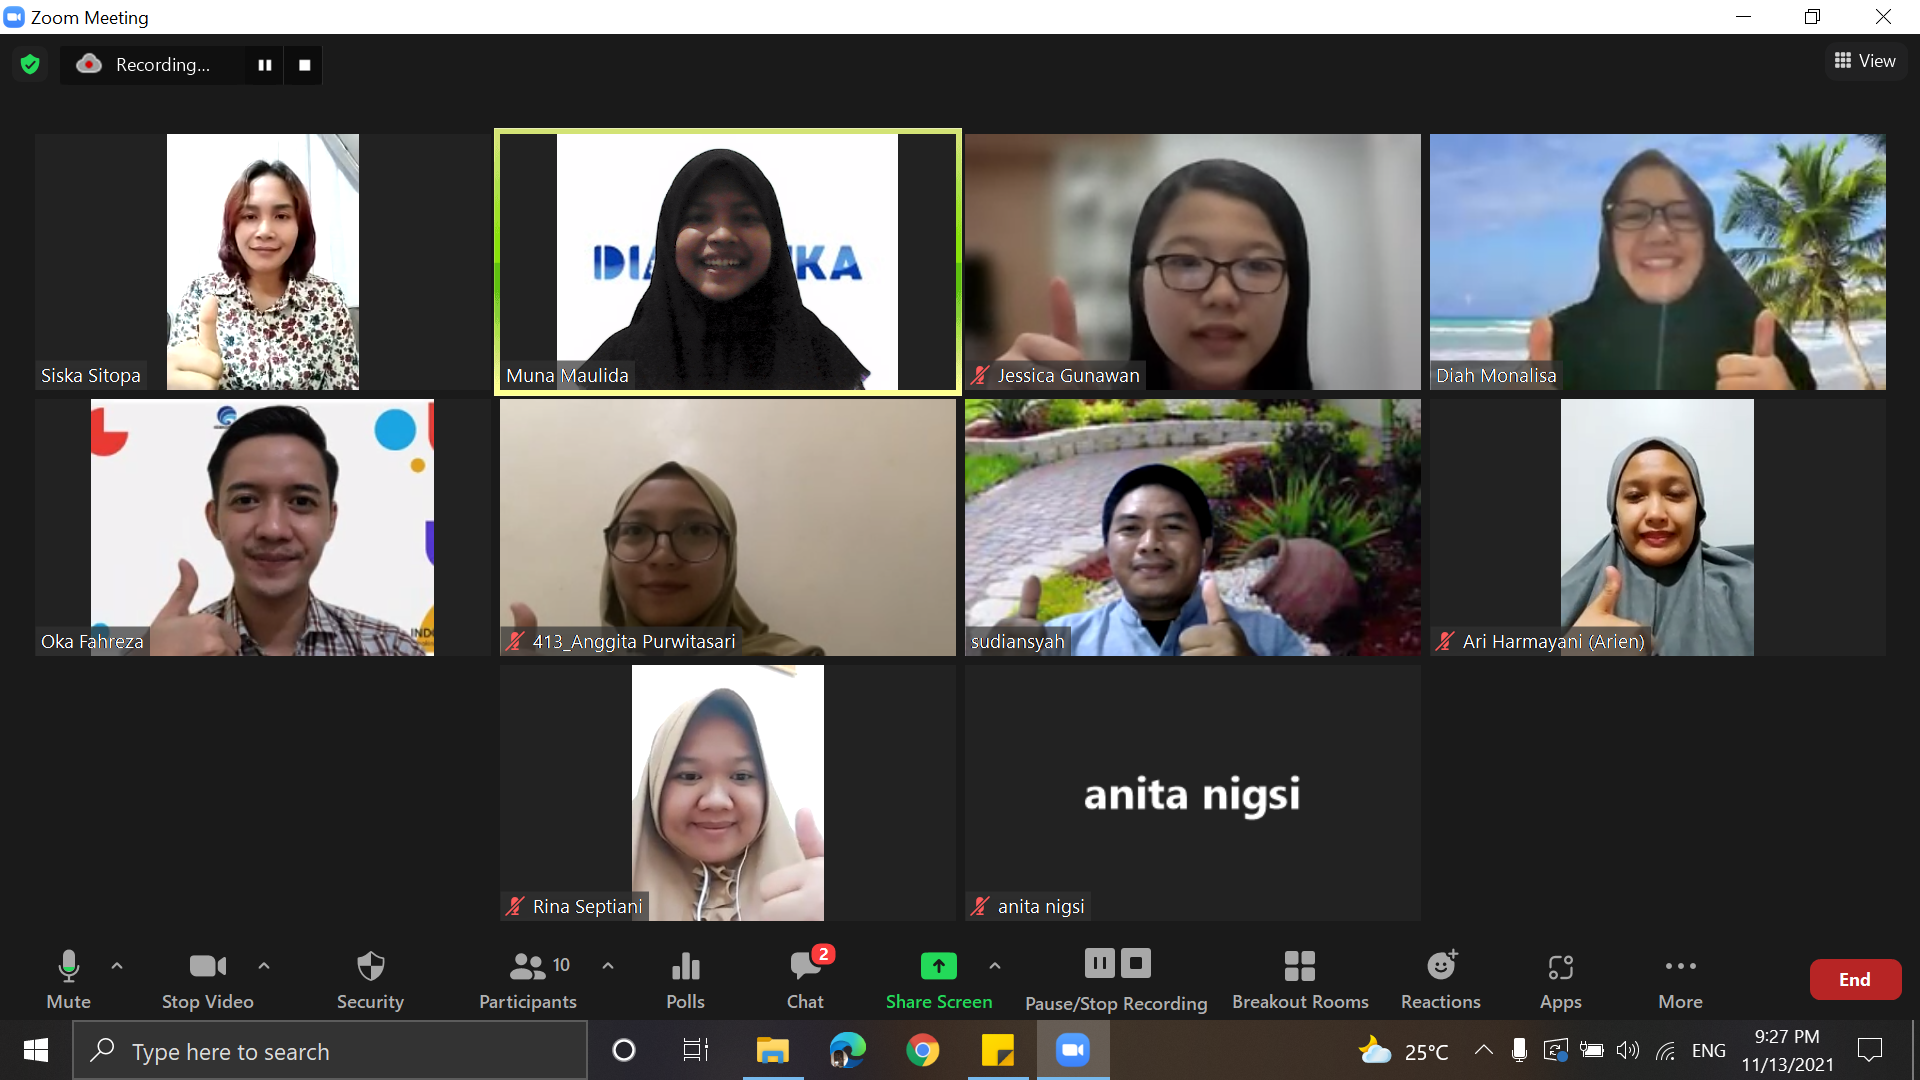 Zoom Meeting
Recording...
View
DIA KA
Siska Sitopa
Muna Maulida
Jessica Gunawan
Diah Monalisa
Oka Fahreza
413_Anggita Purwitasari
sudiansyah
Ari Harmayani (Arien)
anita nigsi
Rina Septiani
anita nigsi
10
2
Mute
Stop Video
Security
Participants
Polls
Chat
Share Screen
Pause/Stop Recording
Breakout Rooms
Reactions
Apps
More
End
Type here to search
25°C
ENG
9:27 PM
11/13/2021